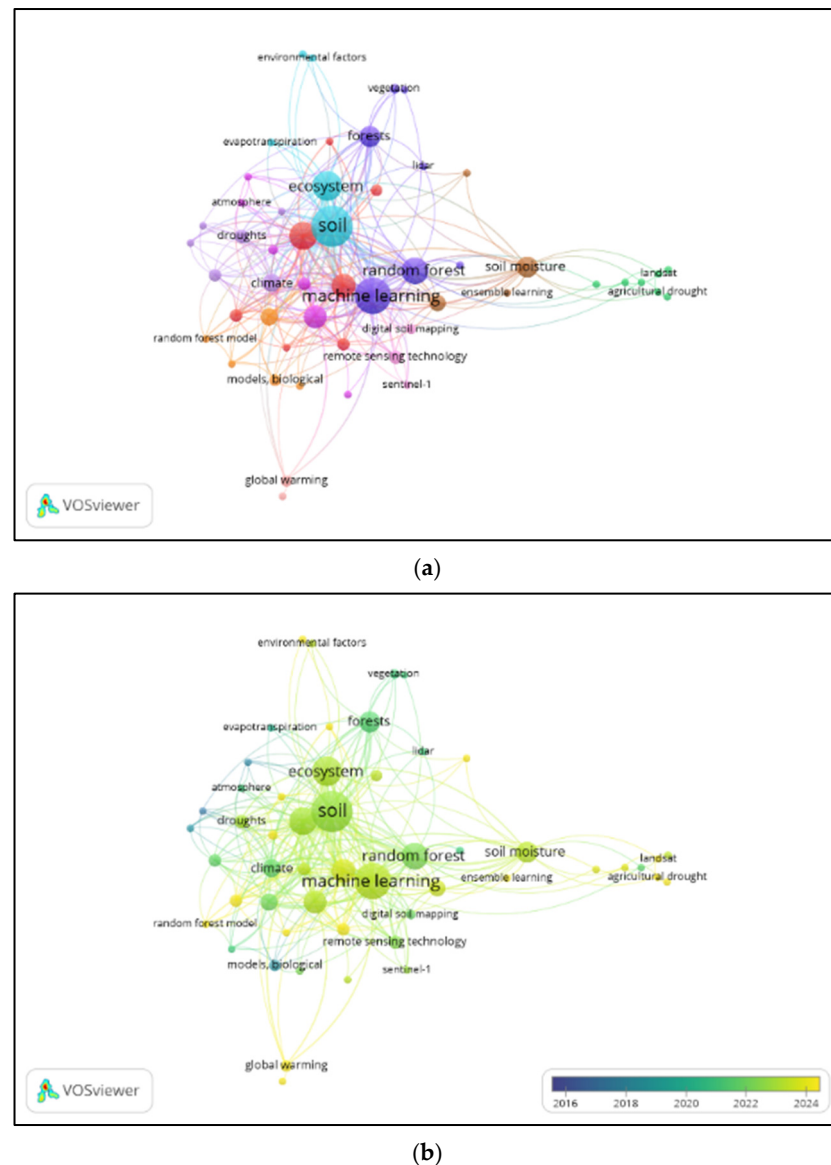 environmental factors
vegetation
forests
evapotranspiration
lidar
ecosystem
atmosphere
soil
droughts
random forest
soil moisture
landsat
climate
machine learning
ensemble learning
agricultural drought
digital soil mapping
random forest model
remote sensing technology
models, biological
sentinel-1
global warming
VOSviewer
(a)
environmental factors
vegetation
forests
evapotranspiration
lidar
ecosystem
atmosphere
soil
droughts
random forest
soil moisture
landsat
climate
machine learning
ensemble learning
agricultural drought
digital soil mapping
random forest model
remote sensing technology
models, biological
sentinel-1
global warming
VOSviewer
2016 2018 2020 2022 2024
(b)